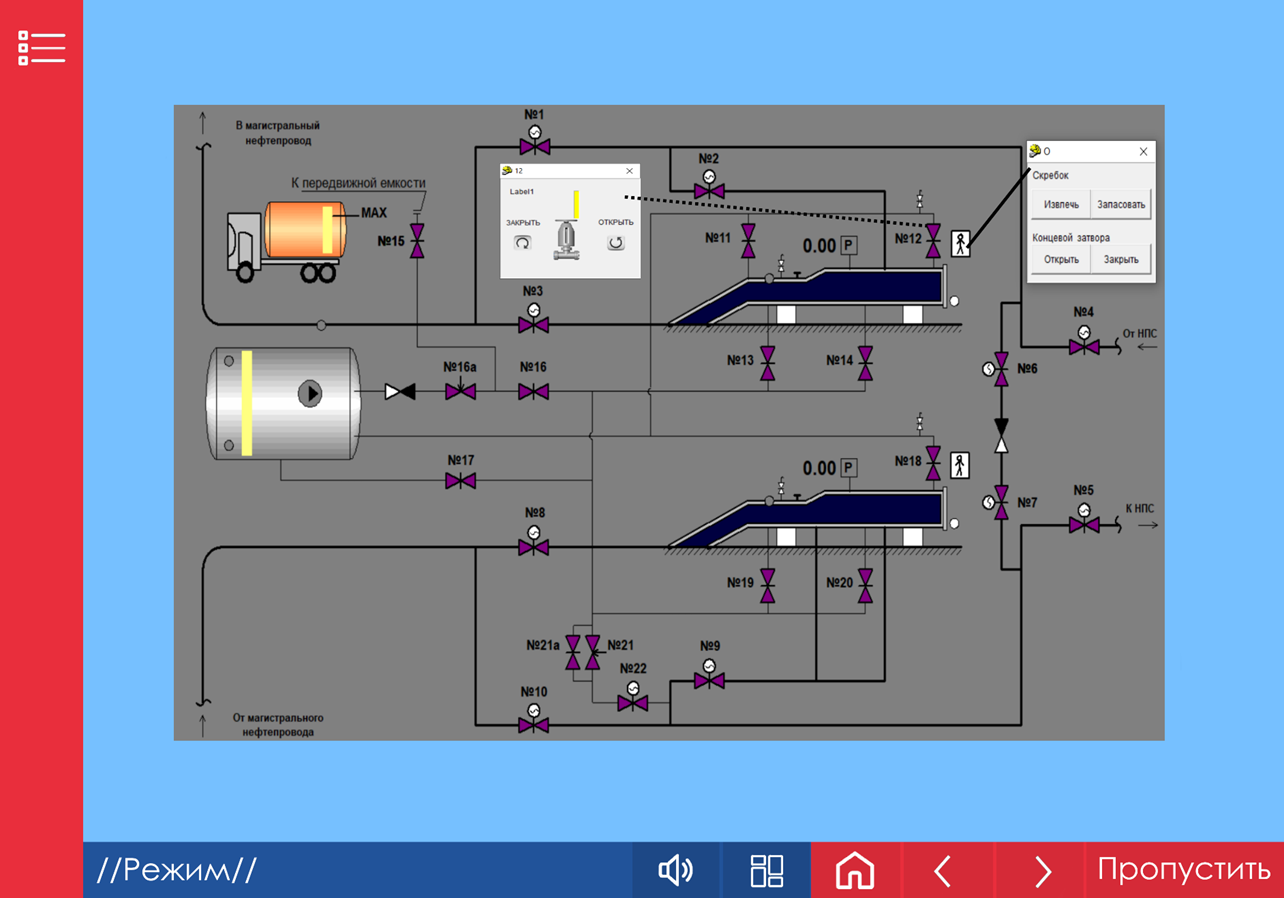 В магистральный
нефтепровод
К передвижной емкости
MAX
№15
№1
№2
12
Label1
ЗАКРЫТЬ
ОТКРЫТЬ
№11
0.00 P
№12
О
Скребок
Извлечь
Запасовать
Концевой затвора
Открыть
Закрыть
№3
№4
От НПС
№13
№14
№6
№16а
№16
№17
0.00 P
№18
№7
№5
К НПС
№8
№19
№20
№21а
№21
№22
№9
№10
От магистрального
нефтепровода
//Режим//
Пропустить